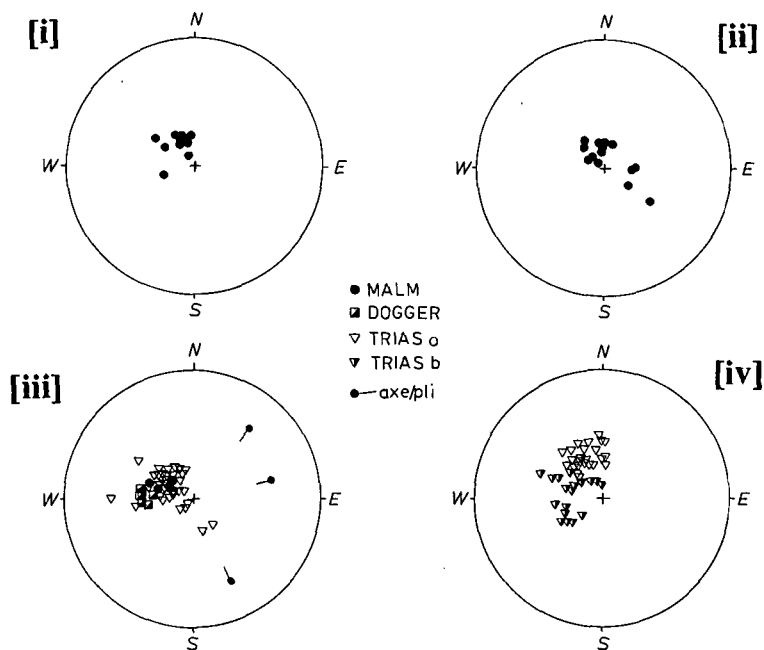 [i]
N
W
E
S
[ii]
N
W
E
S
MALM
DOGGER
TRIAS a
TRIAS b
axe/pli
[iii]
N
W
E
S
[iv]
N
W
E
S